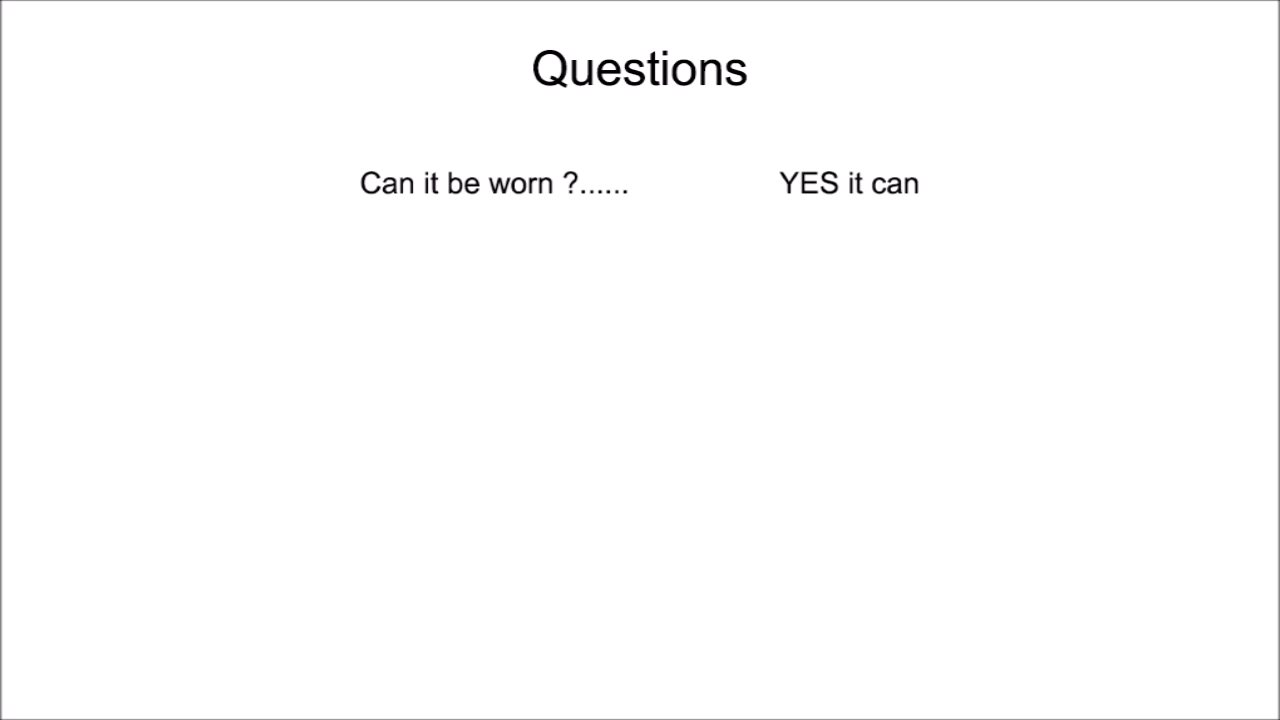 Questions
Can it be worn ?...... YES it can